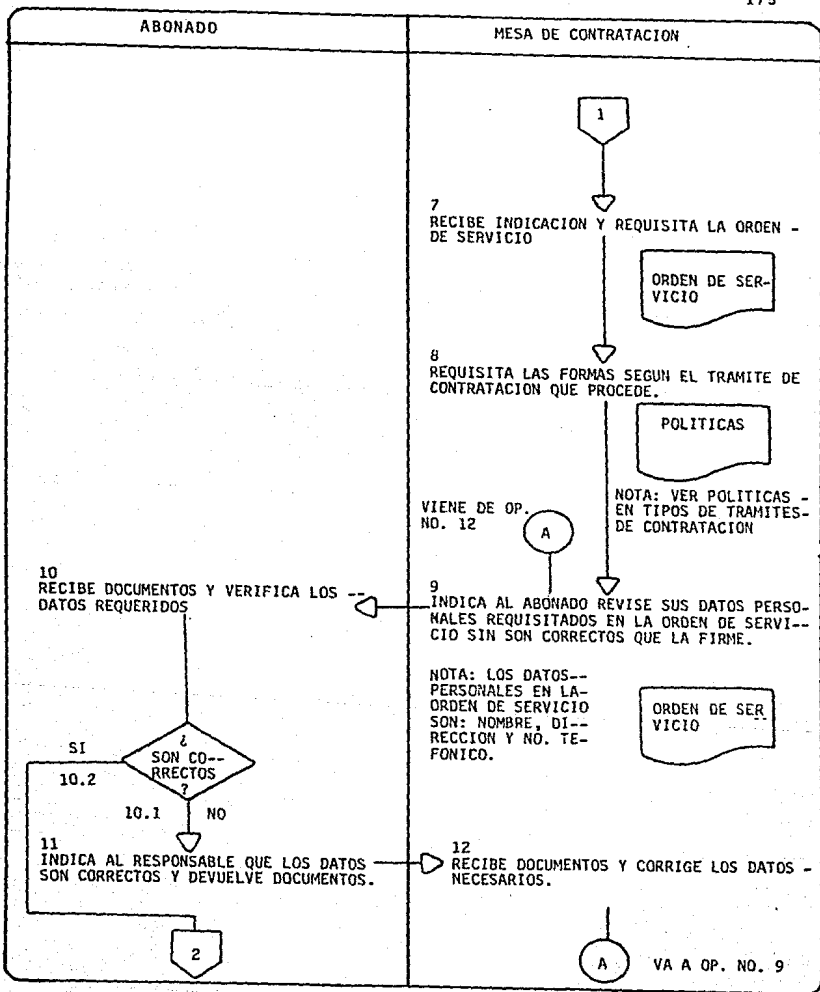 175
ABONADO
MESA DE CONTRATACION
1
7
RECIBE INDICACION Y REQUISITA LA ORDEN -
DE SERVICIO
ORDEN DE SER-
VICIO
8
REQUISITA LAS FORMAS SEGUN EL TRAMITE DE
CONTRATACION QUE PROCEDE.
POLITICAS
NOTA: VER POLITICAS -
EN TIPOS DE TRAMITES-
DE CONTRATACION
VIENE DE OP.
NO. 12
A
10
RECIBE DOCUMENTOS Y VERIFICA LOS --
DATOS REQUERIDOS
9
INDICA AL ABONADO REVISE SUS DATOS PERSO-
NALES REQUISITADOS EN LA ORDEN DE SERVI--
CIO SIN SON CORRECTOS QUE LA FIRME.
NOTA: LOS DATOS--
PERSONALES EN LA-
ORDEN DE SERVICIO
SON: NOMBRE, DI--
RECCION Y NO. TE-
FONICO.
ORDEN DE SER
VICIO
¿
SON CO--
RRECTOS
?
SI
10.2
10.1 NO
11
INDICA AL RESPONSABLE QUE LOS DATOS
SON CORRECTOS Y DEVUELVE DOCUMENTOS.
12
RECIBE DOCUMENTOS Y CORRIGE LOS DATOS -
NECESARIOS.
2
A
VA A OP. NO. 9